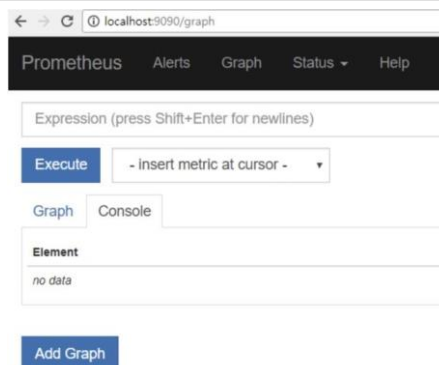 localhost:9090/graph
Prometheus Alerts Graph Status Help
Expression (press Shift+Enter for newlines)
Execute - insert metric at cursor -
Graph Console
Element
no data
Add Graph